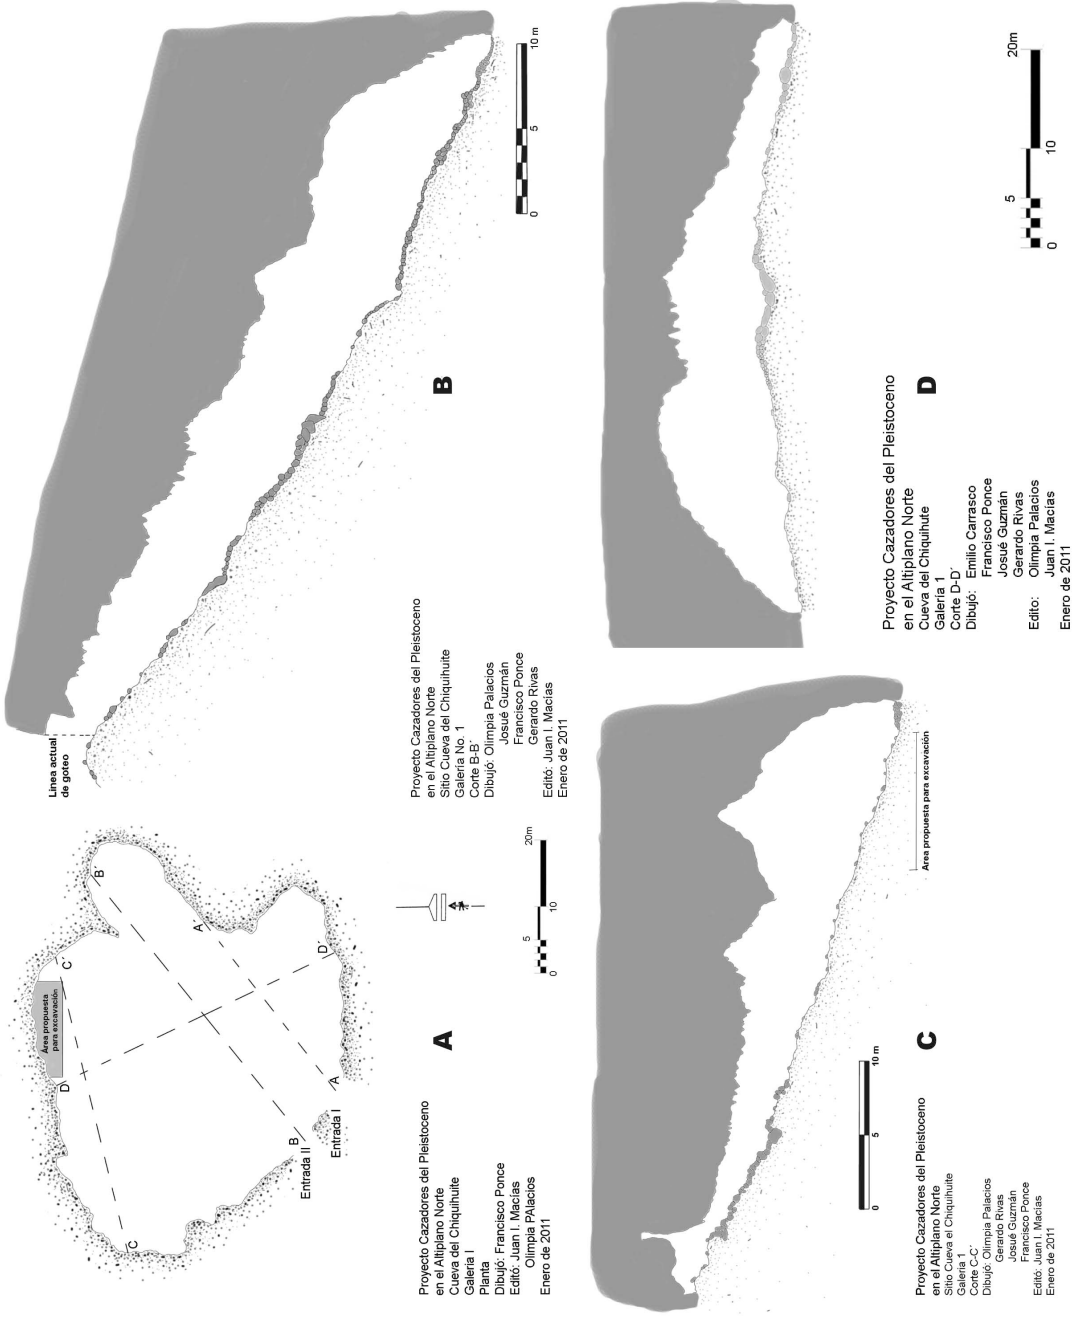 B´
C´
Área propuesta
para excavación
A´
D´
D
A
B
Entrada I
Entrada II
C
0
5
10
20m
A
Proyecto Cazadores del Pleistoceno
en el Altiplano Norte
Cueva del Chiquihuite
Galería I
Planta
Dibujó: Francisco Ponce
Editó: Juan I. Macías
Olimpia PAlacios
Enero de 2011
Línea actual
de goteo
0
5
10 m
B
Proyecto Cazadores del Pleistoceno
en el Altiplano Norte
Sitio Cueva del Chiquihuite
Galería No. 1
Corte B-B´
Dibujó: Olimpia Palacios
Josué Guzmán
Francisco Ponce
Gerardo Rivas
Editó: Juan I. Macías
Enero de 2011
Area propuesta para excavación
0
5
10 m
C
Proyecto Cazadores del Pleistoceno
en el Altiplano Norte
Sitio Cueva el Chiquihuite
Galería 1
Corte C-C´
Dibujó: Olimpia Palacios
Gerardo Rivas
Josué Guzmán
Francisco Ponce
Editó: Juan I. Macías
Enero de 2011
0
5
10
20m
D
Proyecto Cazadores del Pleistoceno
en el Altiplano Norte
Cueva del Chiquihute
Galería 1
Corte D-D´
Dibujó: Emilio Carrasco
Francisco Ponce
Josué Guzmán
Gerardo Rivas
Edito: Olimpia Palacios
Juan I. Macías
Enero de 2011